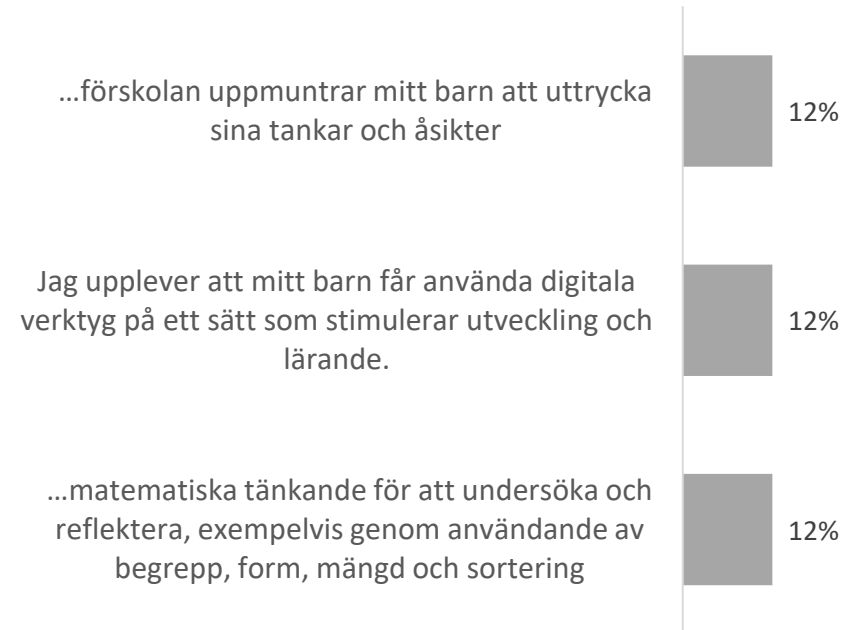 …förskolan uppmuntrar mitt barn att uttrycka
sina tankar och åsikter
12%
Jag upplever att mitt barn får använda digitala
verktyg på ett sätt som stimulerar utveckling och
lärande.
12%
…matematiska tänkande för att undersöka och
reflektera, exempelvis genom användande av
begrepp, form, mängd och sortering
12%